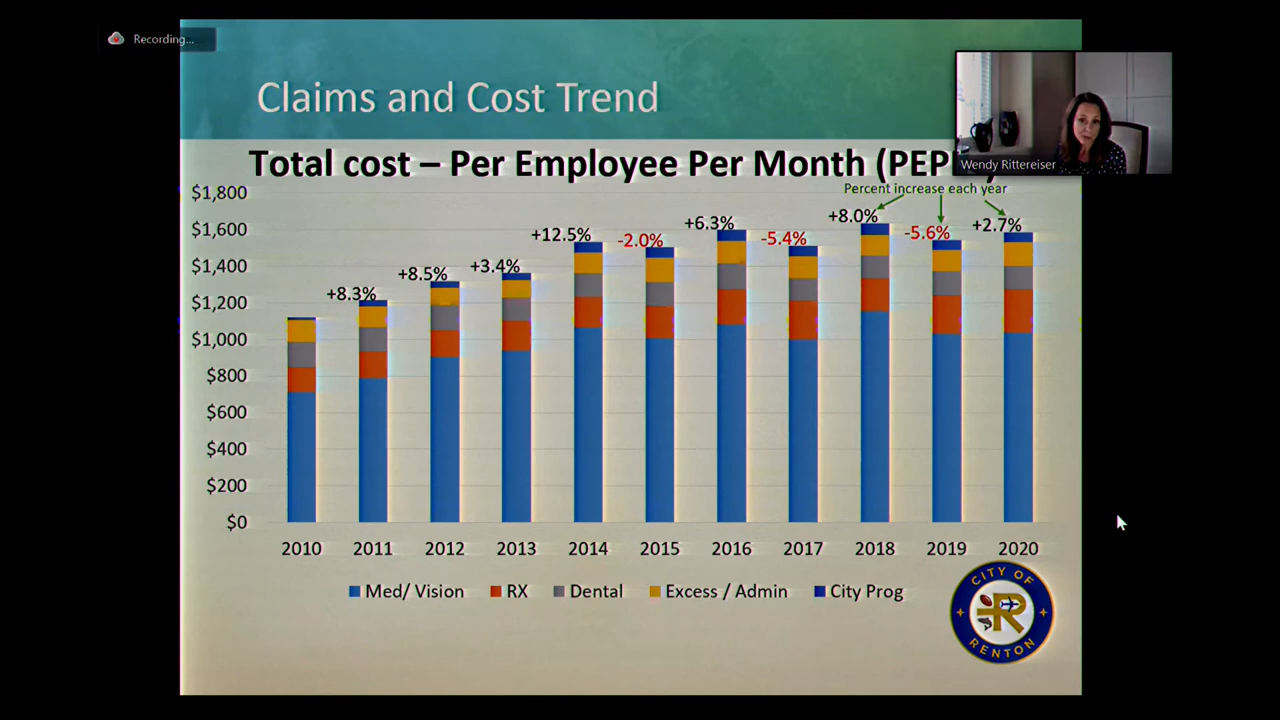 Recording...
Claims and Cost Trend
Wendy Rittereiser
Total cost – Per Employee Per Month (PEP
Percent increase each year
$1,800
$1,600
$1,400
$1,200
$1,000
$800
$600
$400
$200
$0
+8.3%
+8.5%
+3.4%
+12.5%
-2.0%
+6.3%
-5.4%
+8.0%
-5.6%
+2.7%
2010 2011 2012 2013 2014 2015 2016 2017 2018 2019 2020
Med/ Vision RX Dental Excess / Admin City Prog
CITY OF
R
RENTON